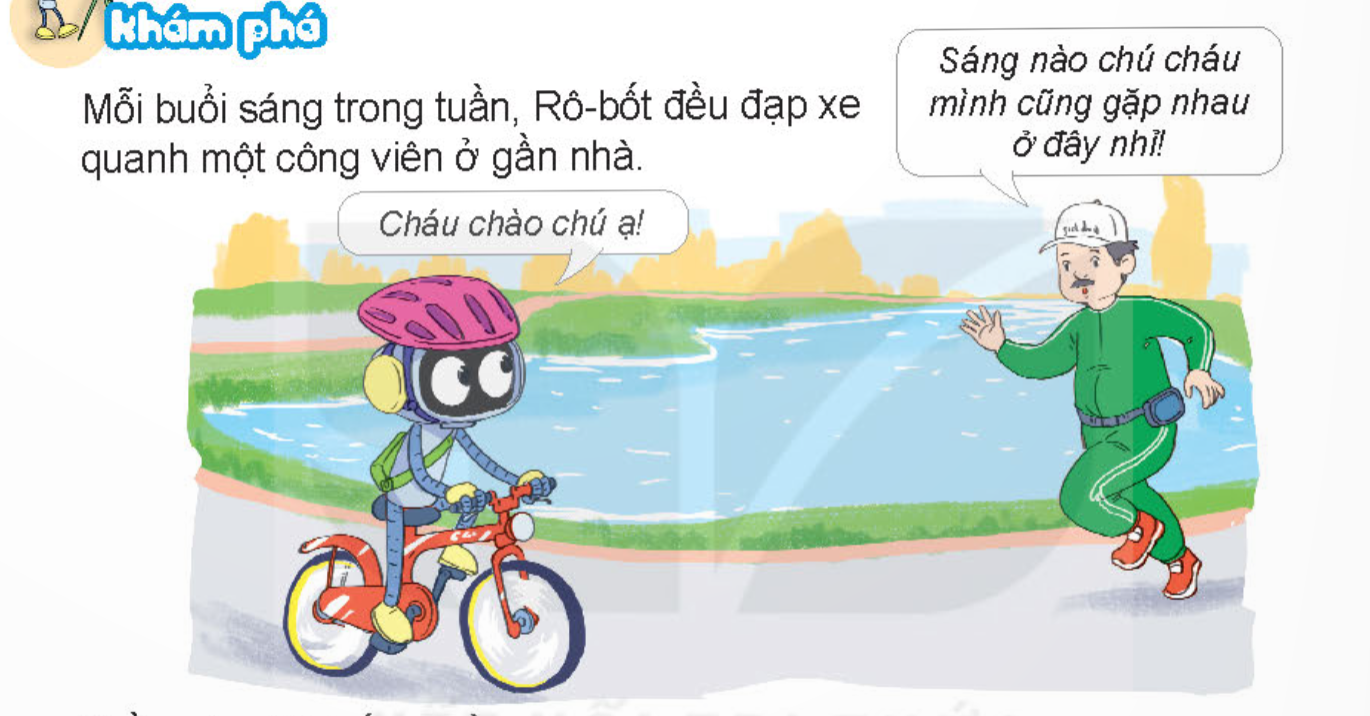 Khám phá
Mỗi buổi sáng trong tuần, Rô-bốt đều đạp xe
quanh một công viên ở gần nhà.
Sáng nào chú cháu
mình cũng gặp nhau
ở đây nhỉ!
Cháu chào chú ạ!